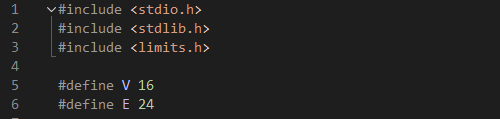 1 #include <stdio.h>
2 #include <stdlib.h>
3 #include <limits.h>
4
5 #define V 16
6 #define E 24